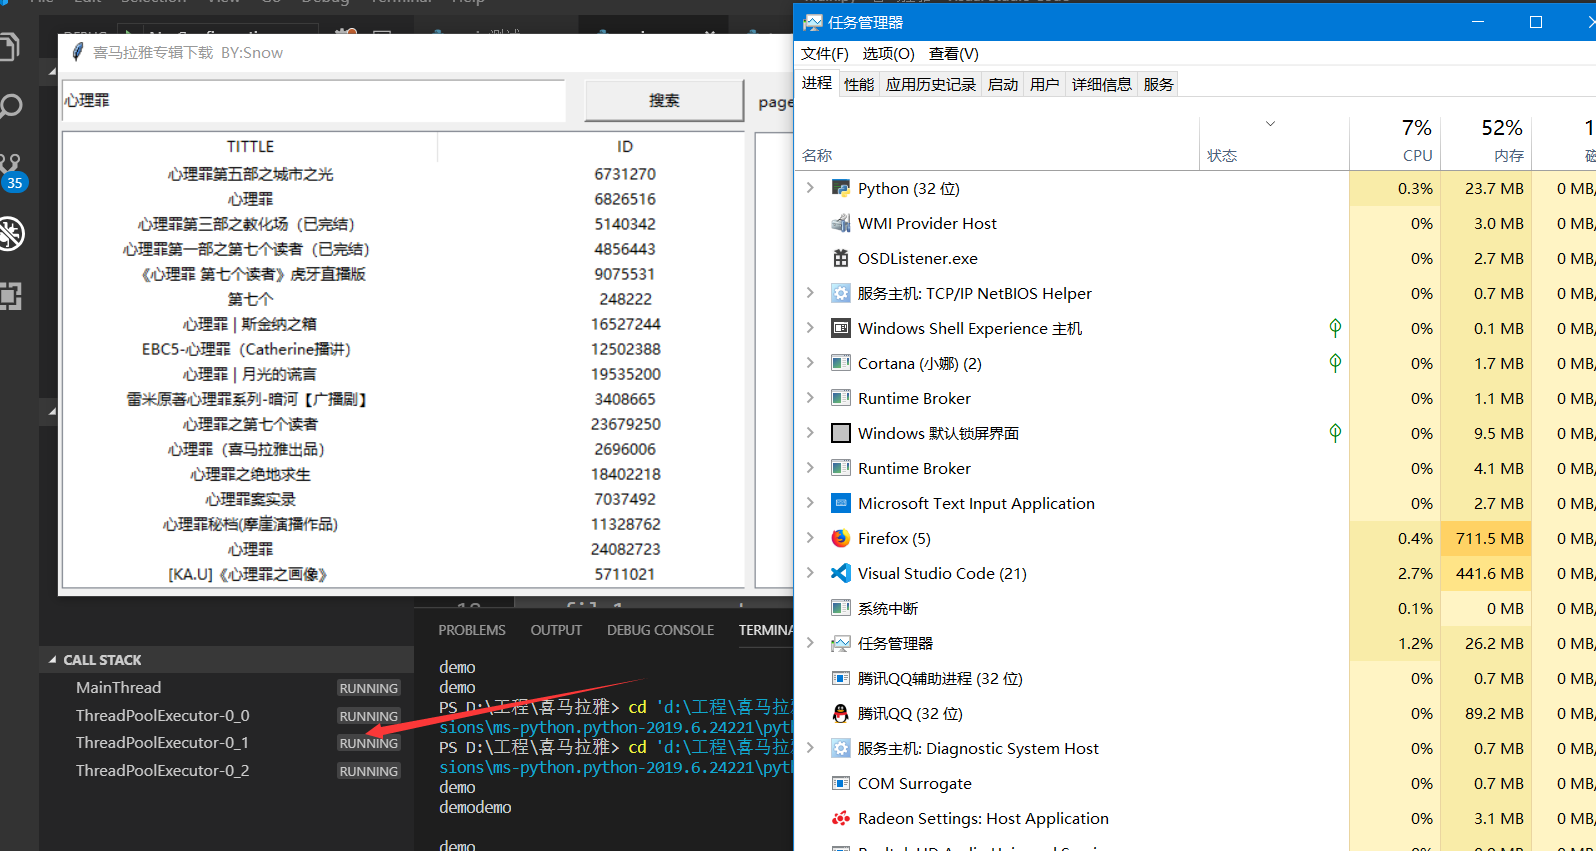 File Edit Selection View Go Debug Terminal Help
喜马拉雅专辑下载 BY:Snow
心理罪
搜索
page
TITTLE ID
心理罪第五部之城市之光 6731270
心理罪 6826516
心理罪第三部之教化场（已完结） 5140342
心理罪第一部之第七个读者（已完结） 4856443
《心理罪 第七个读者》虎牙直播版 9075531
第七个 248222
心理罪 | 斯金纳之箱 16527244
EBC5-心理罪（Catherine播讲） 12502388
心理罪 | 月光的谎言 19535200
雷米原著心理罪系列-暗河【广播剧】 3408665
心理罪之第七个读者 23679250
心理罪（喜马拉雅出品） 2696006
心理罪之绝地求生 18402218
心理罪案实录 7037492
心理罪秘档(摩崖演播作品) 11328762
心理罪 24082723
[KA.U]《心理罪之画像》 5711021
35
CALL STACK
MainThread RUNNING
ThreadPoolExecutor-0_0 RUNNING
ThreadPoolExecutor-0_1 RUNNING
ThreadPoolExecutor-0_2 RUNNING
PROBLEMS OUTPUT DEBUG CONSOLE TERMINA
demo
demo
PS D:\工程\喜马拉雅> cd 'd:\工程\喜马拉
sions\ms-python.python-2019.6.24221\pyt
PS D:\工程\喜马拉雅> cd 'd:\工程\喜马拉
sions\ms-python.python-2019.6.24221\pyt
demo
demodemo
demo
任务管理器
文件(F) 选项(O) 查看(V)
进程 性能 应用历史记录 启动 用户 详细信息 服务
7% 52% 1
名称 状态 CPU 内存
Python (32 位) 0.3% 23.7 MB 0 MB/
WMI Provider Host 0% 3.0 MB 0 MB/
OSDListener.exe 0% 2.7 MB 0 MB/
服务主机: TCP/IP NetBIOS Helper 0% 0.7 MB 0 MB/
Windows Shell Experience 主机 0% 0.1 MB 0 MB/
Cortana (小娜) (2) 0% 1.7 MB 0 MB/
Runtime Broker 0% 1.1 MB 0 MB/
Windows 默认锁屏界面 0% 9.5 MB 0 MB/
Runtime Broker 0% 4.1 MB 0 MB/
Microsoft Text Input Application 0% 2.7 MB 0 MB/
Firefox (5) 0.4% 711.5 MB 0 MB/
Visual Studio Code (21) 2.7% 441.6 MB 0 MB/
系统中断 0.1% 0 MB 0 MB/
任务管理器 1.2% 26.2 MB 0 MB/
腾讯QQ辅助进程 (32 位) 0% 0.7 MB 0 MB/
腾讯QQ (32 位) 0% 89.2 MB 0 MB/
服务主机: Diagnostic System Host 0% 0.7 MB 0 MB/
COM Surrogate 0% 0.7 MB 0 MB/
Radeon Settings: Host Application 0% 3.1 MB 0 MB/